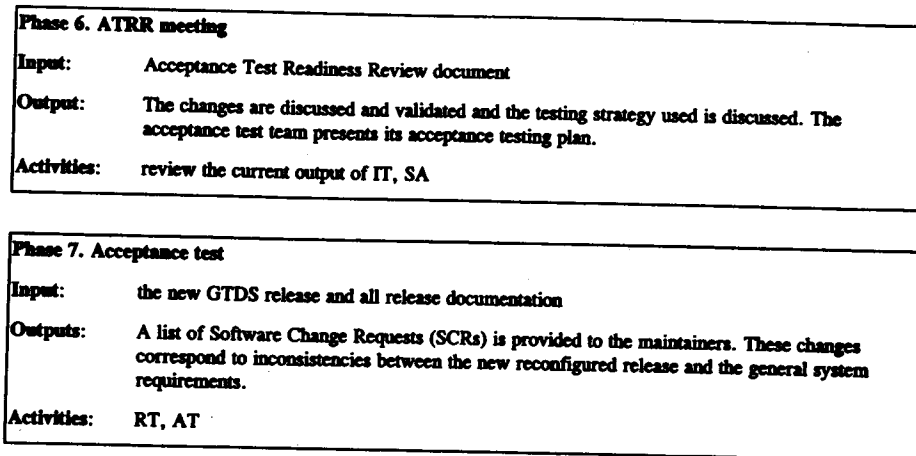 Phase 6. ATRR meeting
Input: Acceptance Test Readiness Review document
Output: The changes are discussed and validated and the testing strategy used is discussed. The
acceptance test team presents its acceptance testing plan.
Activities: review the current output of IT, SA
Phase 7. Acceptance test
Input: the new GTDS release and all release documentation
Outputs: A list of Software Change Requests (SCRs) is provided to the maintainers. These changes
correspond to inconsistencies between the new reconfigured release and the general system
requirements.
Activities: RT, AT